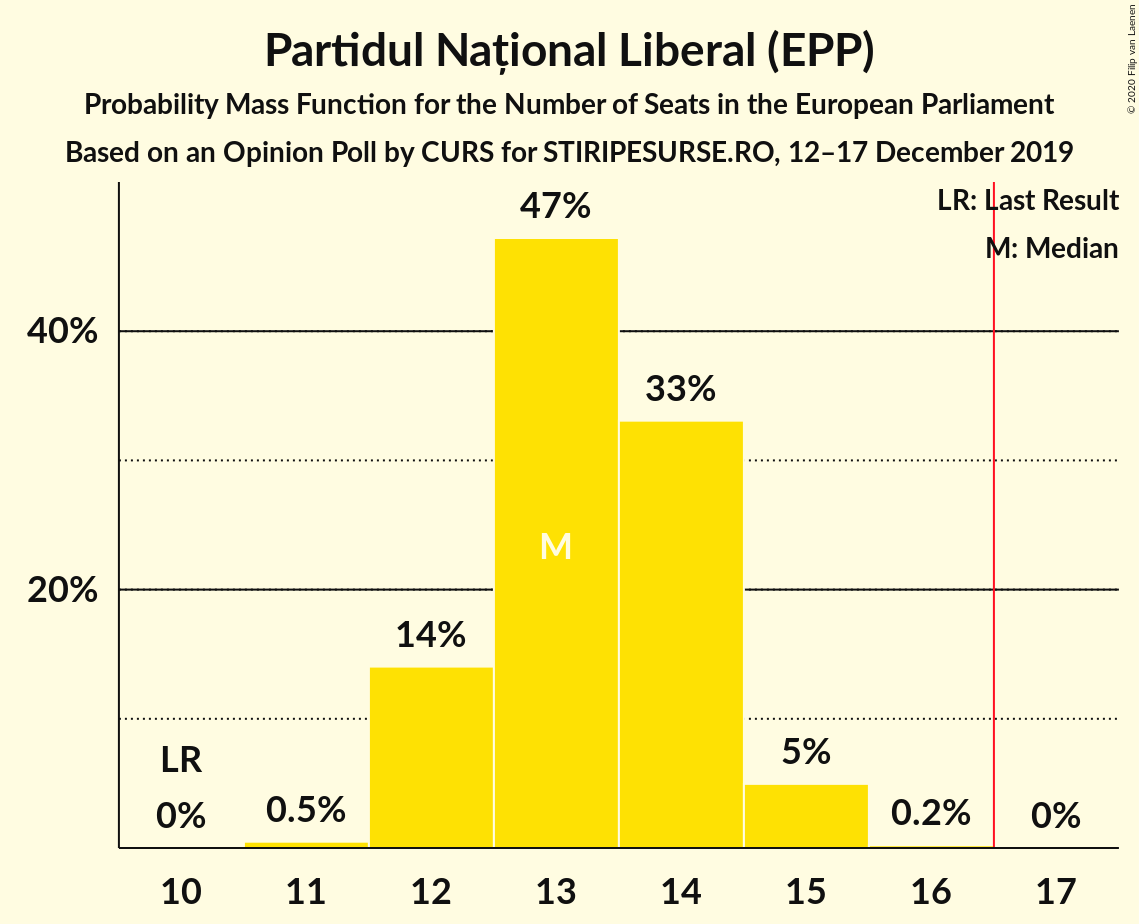 Partidul Național Liberal (EPP)
Probability Mass Function for the Number of Seats in the European Parliament
Based on an Opinion Poll by CURS for STIRIPESURSE.RO, 12–17 December 2019
© 2020 Filip van Laenen
LR: Last Result
M: Median
47%
40%
33%
M
20%
14%
LR
5%
0%
0.5%
0.2%
0%
10 11 12 13 14 15 16 17